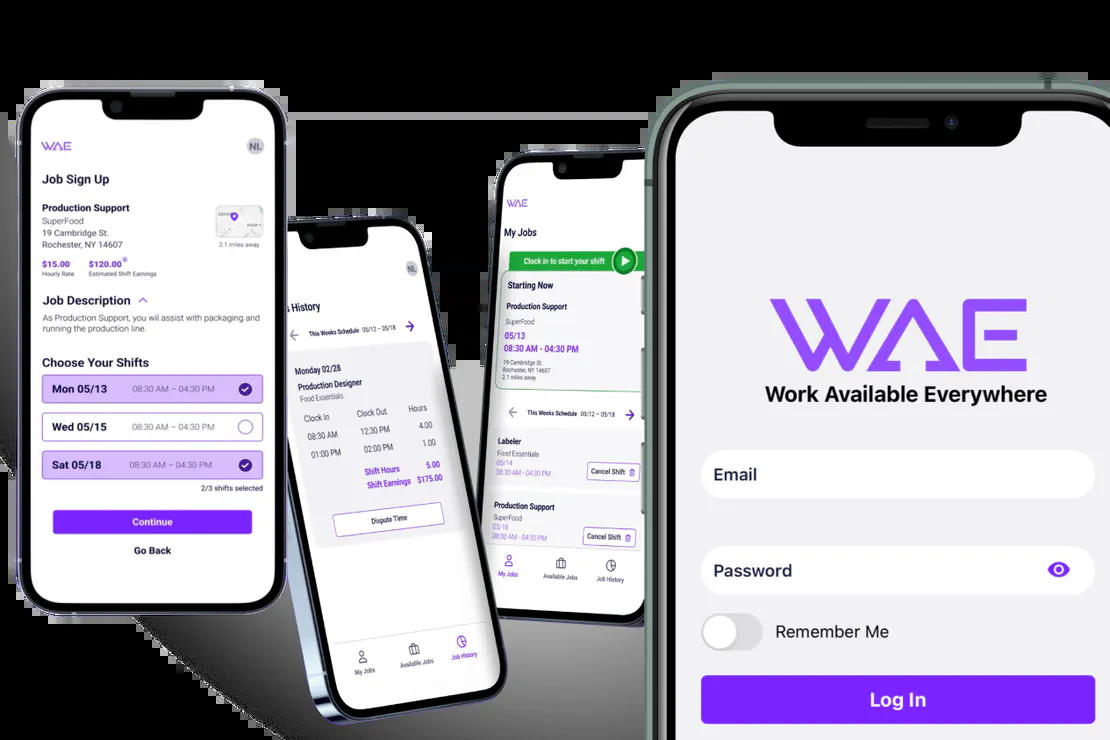 WAE
NL
Job Sign Up
Production Support
SuperFood
19 Cambridge St.
Rochester, NY 14607
2.1 miles away
$15.00 $120.00
Hourly Rate Estimated Shift Earnings
Job Description
As Production Support, you wil assist with packaging and
running the production line.
Choose Your Shifts
Mon 05/13 08:30 AM – 04:30 PM
Wed 05/15 08:30 AM – 04:30 PM
Sat 05/18 08:30 AM – 04:30 PM
2/3 shifts selected
Continue
Go Back
NL
s History
This Weeks Schedule 05/12 – 05/18
Monday 02/28
Production Designer
Food Essentials
Clock In Clock Out Hours
08:30 AM 12:30 PM 4.00
01:00 PM 02:00 PM 1.00
Shift Hours 5.00
Shift Earnings $175.00
Dispute Time
My Jobs Available Jobs Job History
WAE
My Jobs
Clock in to start your shift
Starting Now
Production Support
SuperFood
05/13
08:30 AM - 04:30 PM
19 Cambridge St.
Rochester, NY 14607
2.1 miles away
This Weeks Schedule 05/12 – 05/18
Labeler
Food Essentials
05/14
08:30 AM - 04:30 PM
Cancel Shift
Production Support
SuperFood
05/18
08:30 AM - 04:30 PM
Cancel Shift
My Jobs Available Jobs Job History
WAE
Work Available Everywhere
Email
Password
Remember Me
Log In